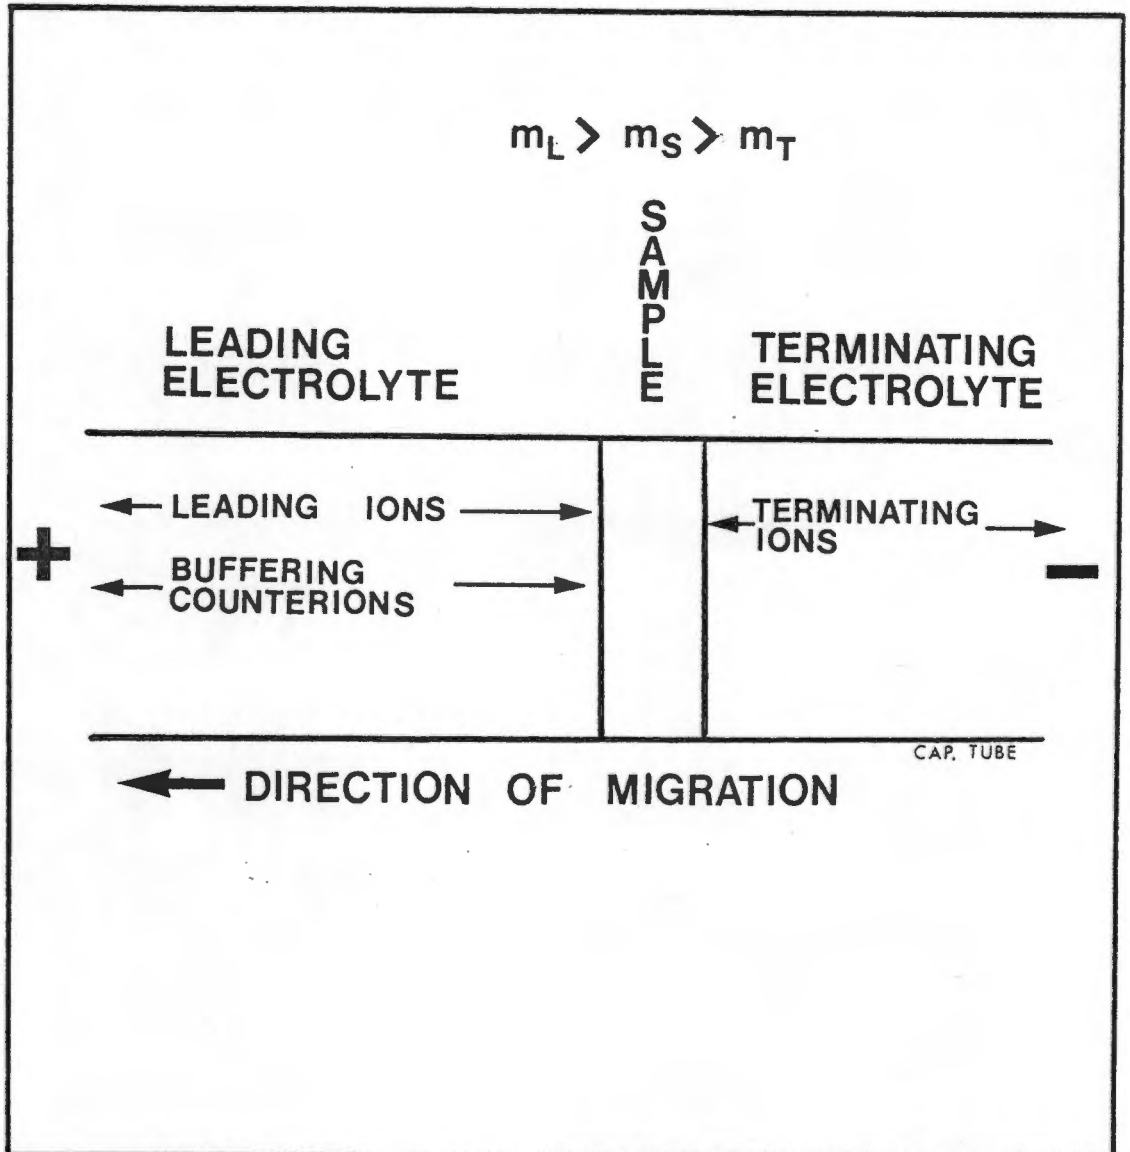 mL > mS > mT
SAMPLE
LEADING
ELECTROLYTE
TERMINATING
ELECTROLYTE
LEADING IONS
BUFFERING
COUNTERIONS
TERMINATING
IONS
+
−
CAP. TUBE
DIRECTION OF MIGRATION